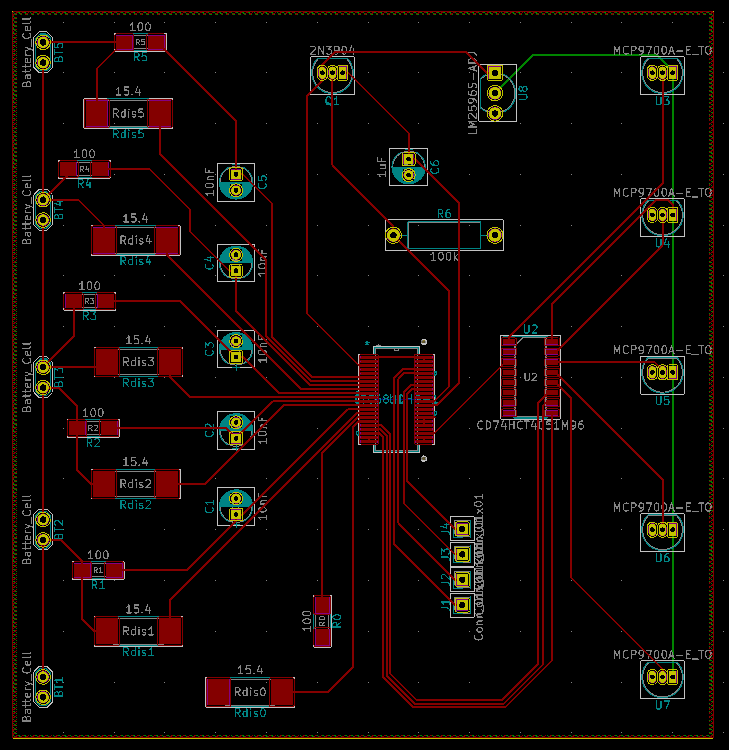 100
R5
R5
15.4
Rdis5
Rdis5
Battery_Cell
BT5
100
R4
R4
15.4
Rdis4
Rdis4
Battery_Cell
BT4
100
R3
R3
15.4
Rdis3
Rdis3
Battery_Cell
BT3
100
R2
R2
15.4
Rdis2
Rdis2
Battery_Cell
BT2
100
R1
R1
15.4
Rdis1
Rdis1
Battery_Cell
BT1
15.4
Rdis0
Rdis0
100
R0
R0
10nF
C5
C4
10nF
C3
10nF
C2
10nF
C1
10nF
2N3904
Q1
1uF
C6
R6
100k
LM2596S-ADJ
U8
U2
U2
CD74HCT4051M96
J4
J3
J2
J1
MCP9700A-E_TO
U3
MCP9700A-E_TO
U4
MCP9700A-E_TO
U5
MCP9700A-E_TO
U6
MCP9700A-E_TO
U7